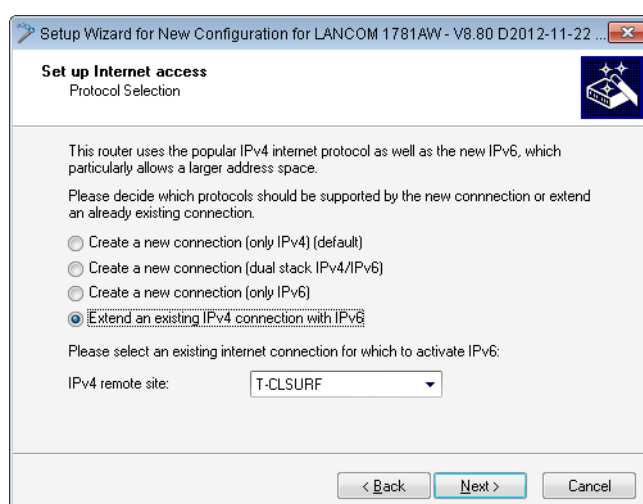 Setup Wizard for New Configuration for LANCOM 1781AW - V8.80 D2012-11-22 ...
Set up Internet access
Protocol Selection
This router uses the popular IPv4 internet protocol as well as the new IPv6, which
particularly allows a larger address space.
Please decide which protocols should be supported by the new connnection or extend
an already existing connection.
Create a new connection (only IPv4) (default)
Create a new connection (dual stack IPv4/IPv6)
Create a new connection (only IPv6)
Extend an existing IPv4 connection with IPv6
Please select an existing internet connection for which to activate IPv6:
IPv4 remote site: T-CLSURF
< Back Next > Cancel